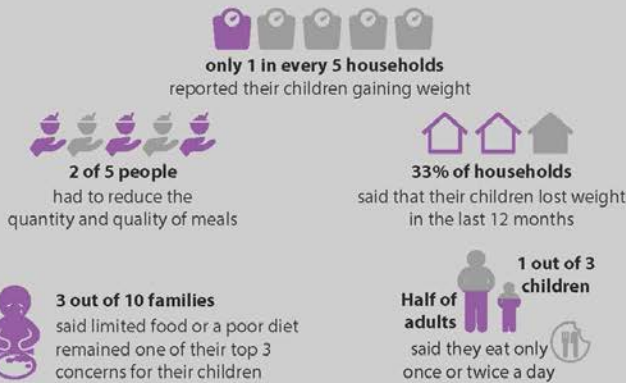 only 1 in every 5 households
reported their children gaining weight
2 of 5 people
had to reduce the
quantity and quality of meals
33% of households
said that their children lost weight
in the last 12 months
3 out of 10 families
said limited food or a poor diet
remained one of their top 3
concerns for their children
Half of
adults
1 out of 3
children
said they eat only
once or twice a day